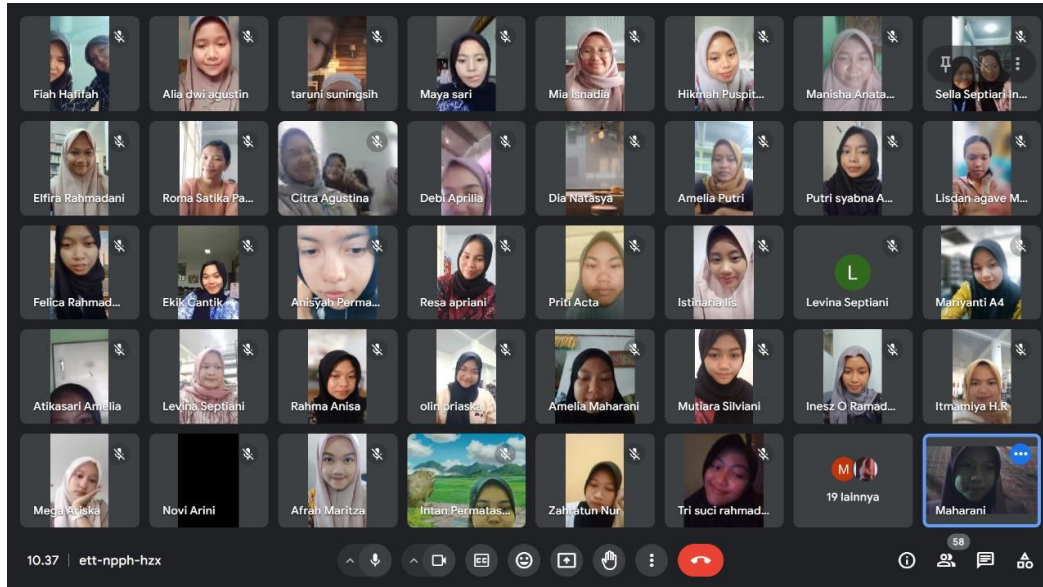 Fiah Hafifah
Alia dwi agustin
taruni suningsih
Maya sari
Mia Isnadia
Hikmah Puspit...
Manisha Anata...
Sella Septiari In...
Elfira Rahmadani
Roma Satika Pa...
Citra Agustina
Debi Aprilia
Dia Natasya
Amelia Putri
Putri syabna A...
Lisdan agave M...
Felica Rahmad...
Ekik Cantik
Anisyah Perma...
Resa apriani
Priti Acta
Istinaria Iis
L
Levina Septiani
Mariyanti A4
Atikasari Amelia
Levina Septiani
Rahma Anisa
olin priaska
Amelia Maharani
Mutiara Silviani
Inesz O Ramad...
Itmamiya H.R
Mega Ariska
Novi Arini
Afrah Maritza
Intan Permatas...
Zahratun Nur
Tri suci rahmad...
M
19 lainnya
Maharani
10.37 | ett-npph-hzx
CC
58